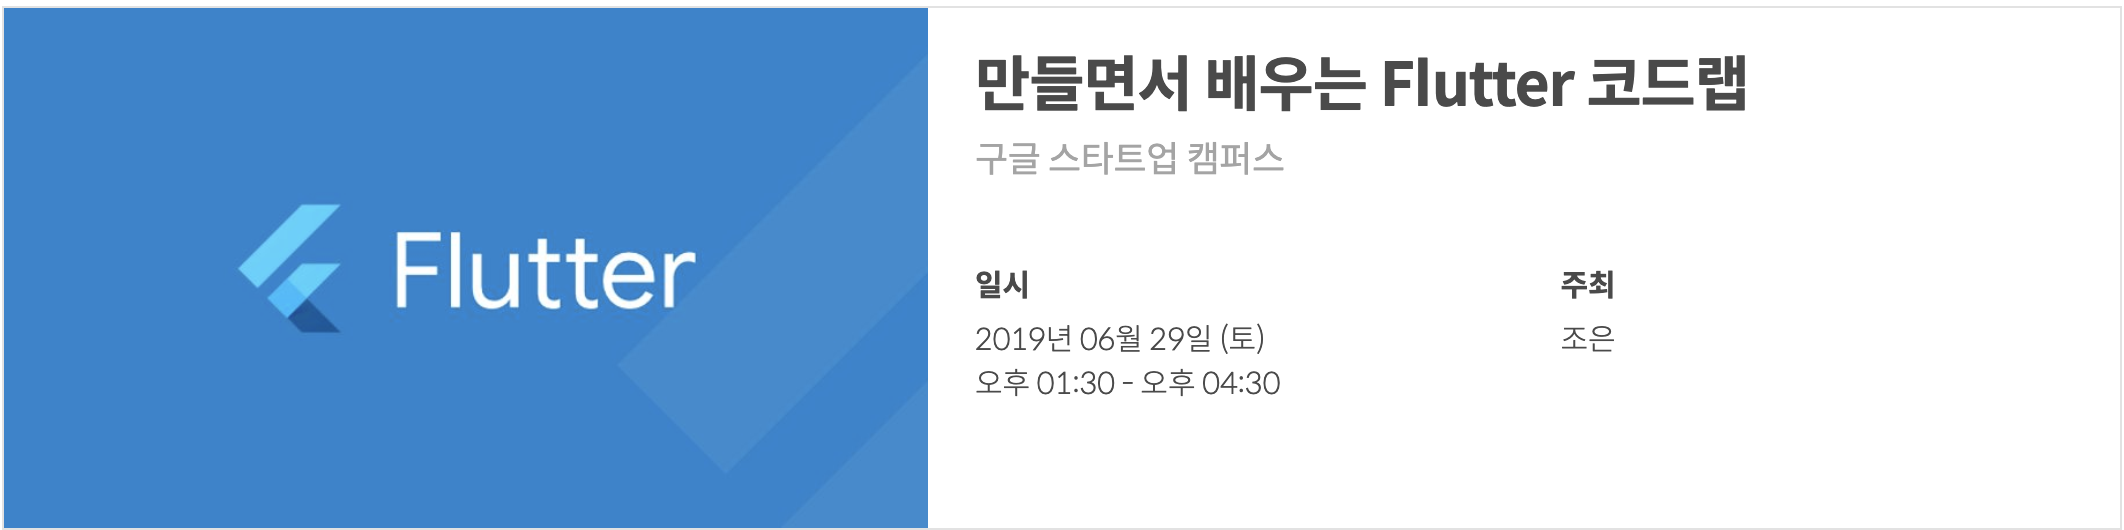 Flutter
만들면서 배우는 Flutter 코드랩
구글 스타트업 캠퍼스
일시
2019년 06월 29일 (토)
오후 01:30 - 오후 04:30
주최
조은